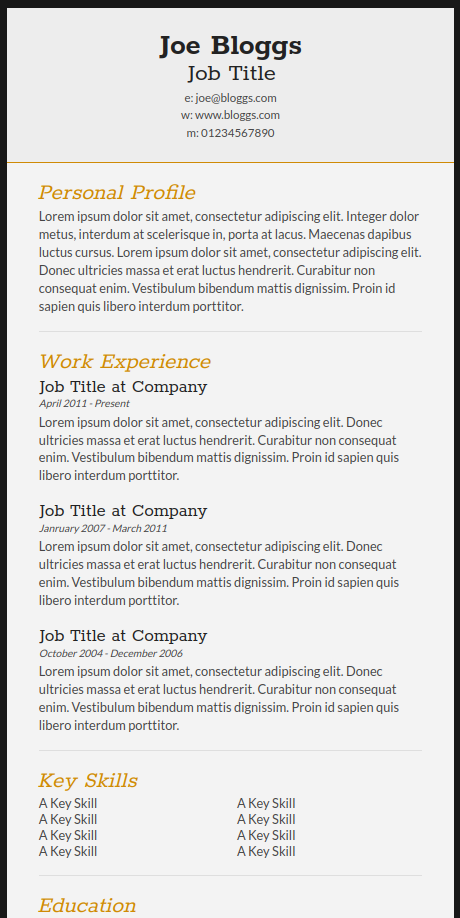 Joe Bloggs
Job Title
e: joe@bloggs.com
w: www.bloggs.com
m: 01234567890
Personal Profile
Lorem ipsum dolor sit amet, consectetur adipiscing elit. Integer dolor
metus, interdum at scelerisque in, porta at lacus. Maecenas dapibus
luctus cursus. Lorem ipsum dolor sit amet, consectetur adipiscing elit.
Donec ultricies massa et erat luctus hendrerit. Curabitur non
consequat enim. Vestibulum bibendum mattis dignissim. Proin id
sapien quis libero interdum porttitor.
Work Experience
Job Title at Company
April 2011 - Present
Lorem ipsum dolor sit amet, consectetur adipiscing elit. Donec
ultricies massa et erat luctus hendrerit. Curabitur non consequat
enim. Vestibulum bibendum mattis dignissim. Proin id sapien quis
libero interdum porttitor.
Job Title at Company
Janruary 2007 - March 2011
Lorem ipsum dolor sit amet, consectetur adipiscing elit. Donec
ultricies massa et erat luctus hendrerit. Curabitur non consequat
enim. Vestibulum bibendum mattis dignissim. Proin id sapien quis
libero interdum porttitor.
Job Title at Company
October 2004 - December 2006
Lorem ipsum dolor sit amet, consectetur adipiscing elit. Donec
ultricies massa et erat luctus hendrerit. Curabitur non consequat
enim. Vestibulum bibendum mattis dignissim. Proin id sapien quis
libero interdum porttitor.
Key Skills
A Key Skill A Key Skill
A Key Skill A Key Skill
A Key Skill A Key Skill
A Key Skill A Key Skill
Education